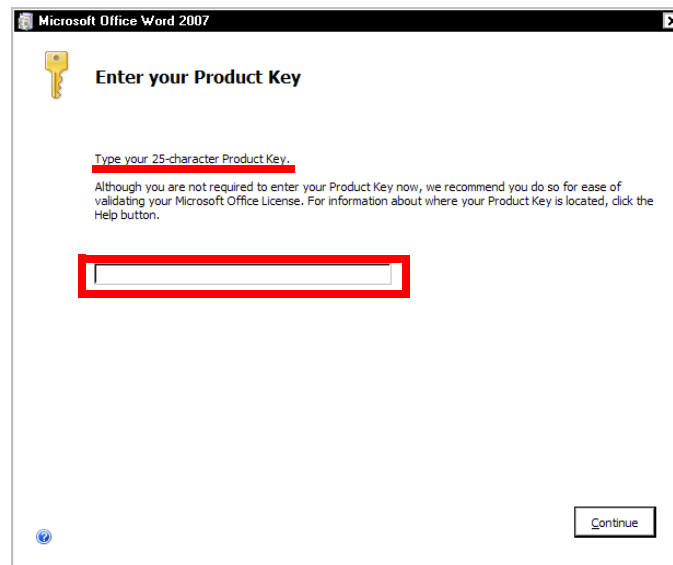 Microsoft Office Word 2007
Enter your Product Key
Type your 25-character Product Key.
Although you are not required to enter your Product Key now, we recommend you do so for ease of
validating your Microsoft Office License. For information about where your Product Key is located, click the
Help button.
Continue